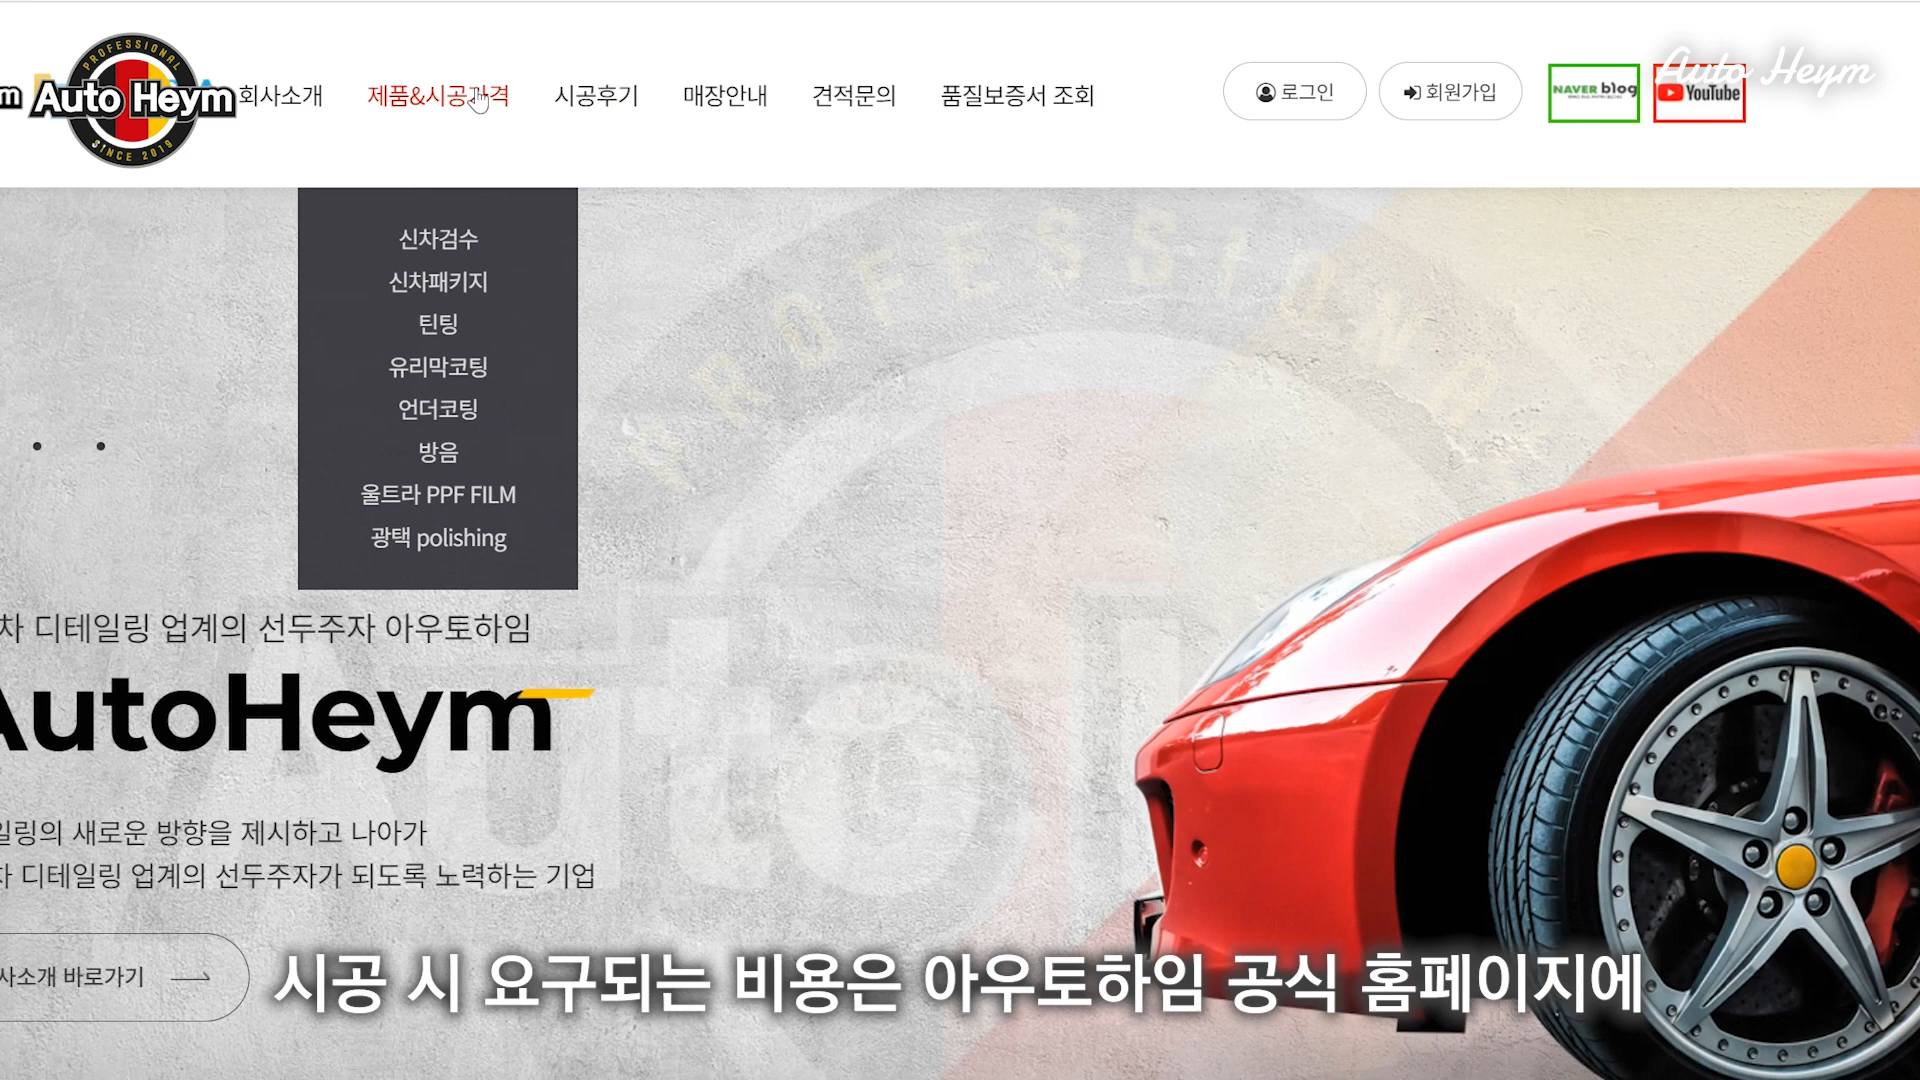 m
PROFESSIONAL
Auto Heym
SINCE 2019
회사소개
제품&시공가격
시공후기
매장안내
견적문의
품질보증서 조회
로그인
회원가입
NAVER blog
YouTube
Auto Heym
신차검수
신차패키지
틴팅
유리막코팅
언더코팅
방음
울트라 PPF FILM
광택 polishing
PROFESSIONAL
Auto
차 디테일링 업계의 선두주자 아우토하임
AutoHeym
일링의 새로운 방향을 제시하고 나아가
차 디테일링 업계의 선두주자가 되도록 노력하는 기업
사소개 바로가기
시공 시 요구되는 비용은 아우토하임 공식 홈페이지에